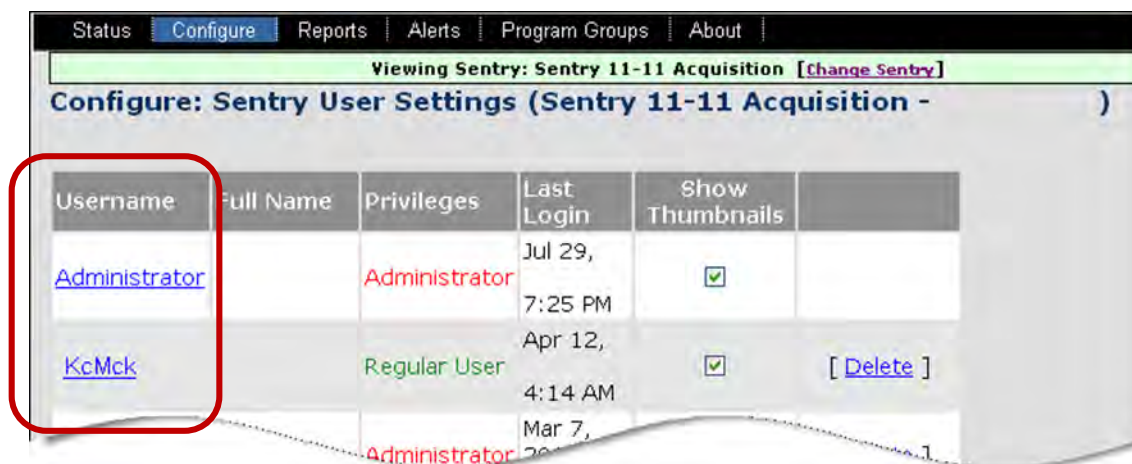 Status Configure Reports Alerts Program Groups About
Viewing Sentry: Sentry 11-11 Acquisition [Change Sentry]
Configure: Sentry User Settings (Sentry 11-11 Acquisition - )
Username Full Name Privileges Last Login Show Thumbnails
Administrator Administrator Jul 29, 7:25 PM
KcMck Regular User Apr 12, 4:14 AM [ Delete ]
Administrator Mar 7,